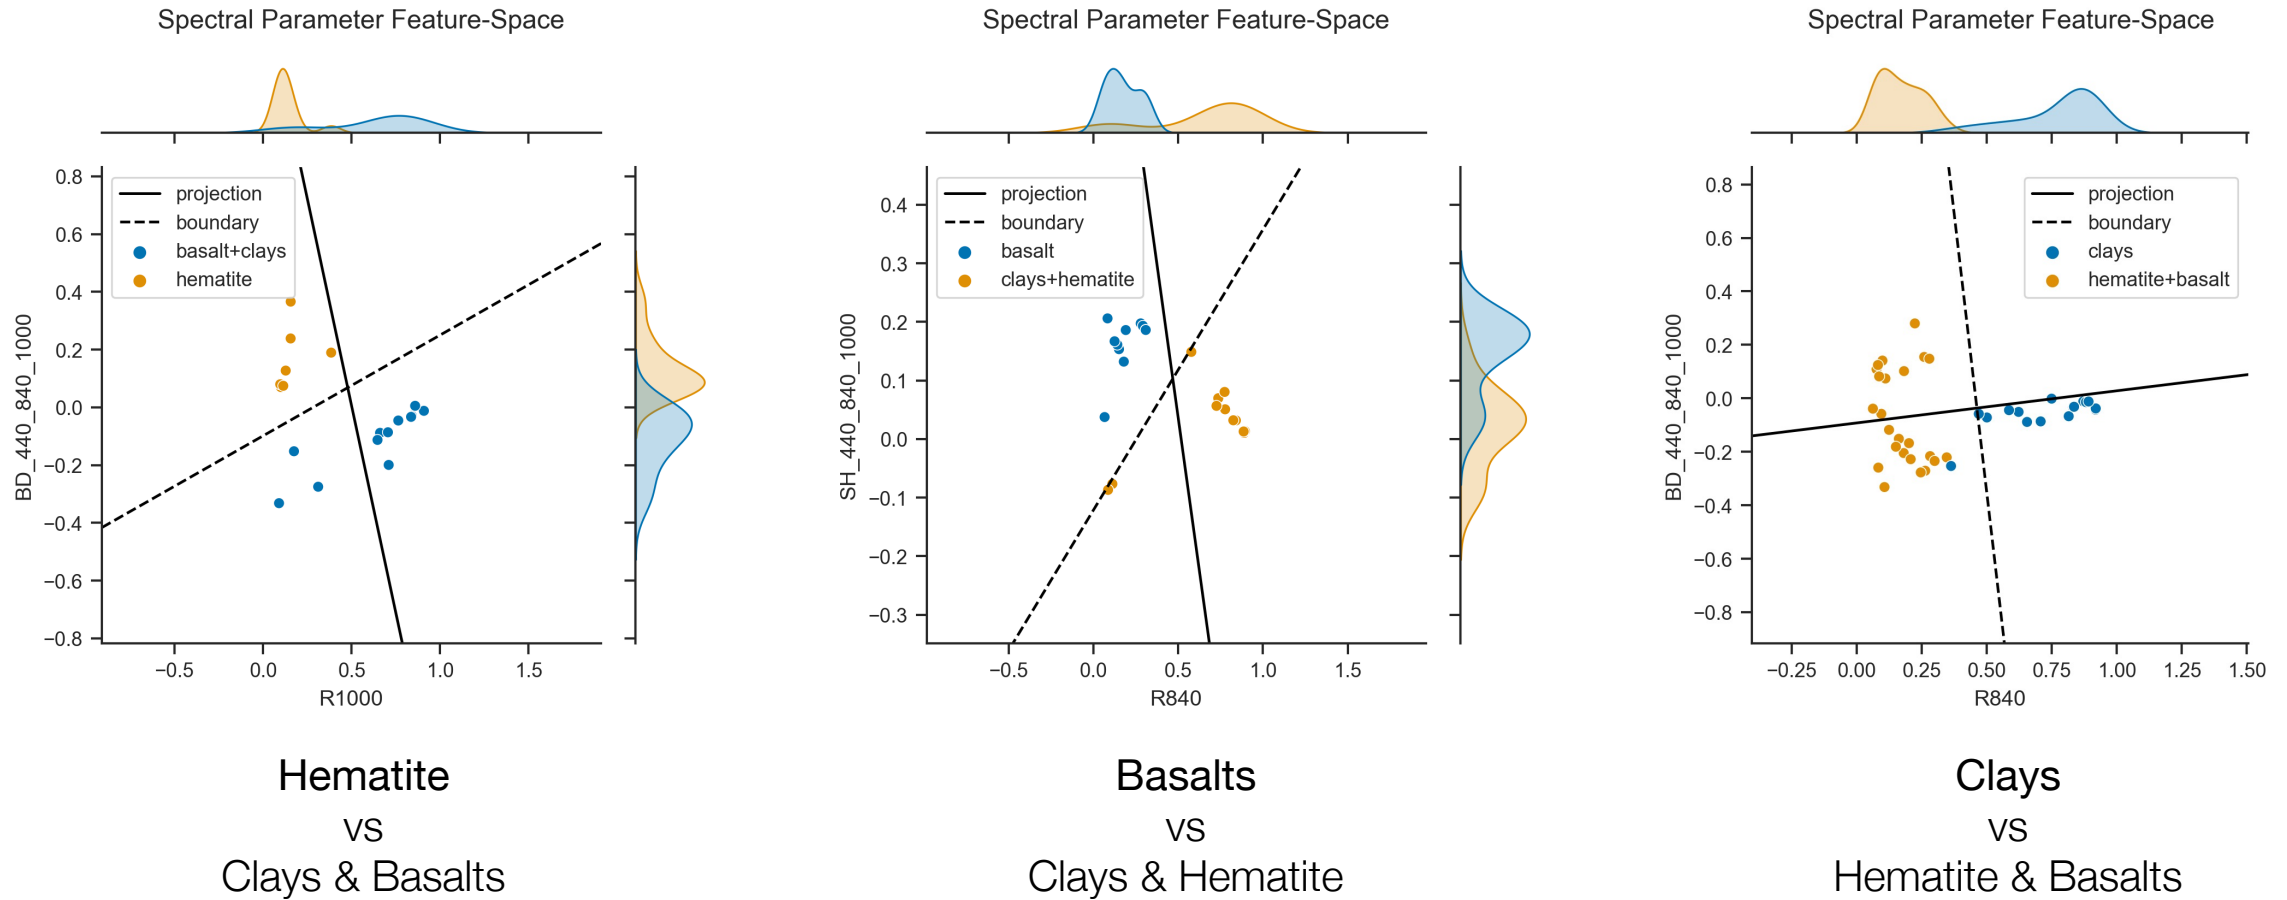 Spectral Parameter Feature-Space
projection
boundary
basalt+clays
hematite
BD_440_840_1000
0.8
0.6
0.4
0.2
0.0
−0.2
−0.4
−0.6
−0.8
−0.5 0.0 0.5 1.0 1.5
R1000
Hematite
vs
Clays & Basalts
Spectral Parameter Feature-Space
projection
boundary
basalt
clays+hematite
SH_440_840_1000
0.4
0.3
0.2
0.1
0.0
−0.1
−0.2
−0.3
−0.5 0.0 0.5 1.0 1.5
R840
Basalts
vs
Clays & Hematite
Spectral Parameter Feature-Space
projection
boundary
clays
hematite+basalt
BD_440_840_1000
0.8
0.6
0.4
0.2
0.0
−0.2
−0.4
−0.6
−0.8
−0.25 0.00 0.25 0.50 0.75 1.00 1.25 1.50
R840
Clays
vs
Hematite & Basalts